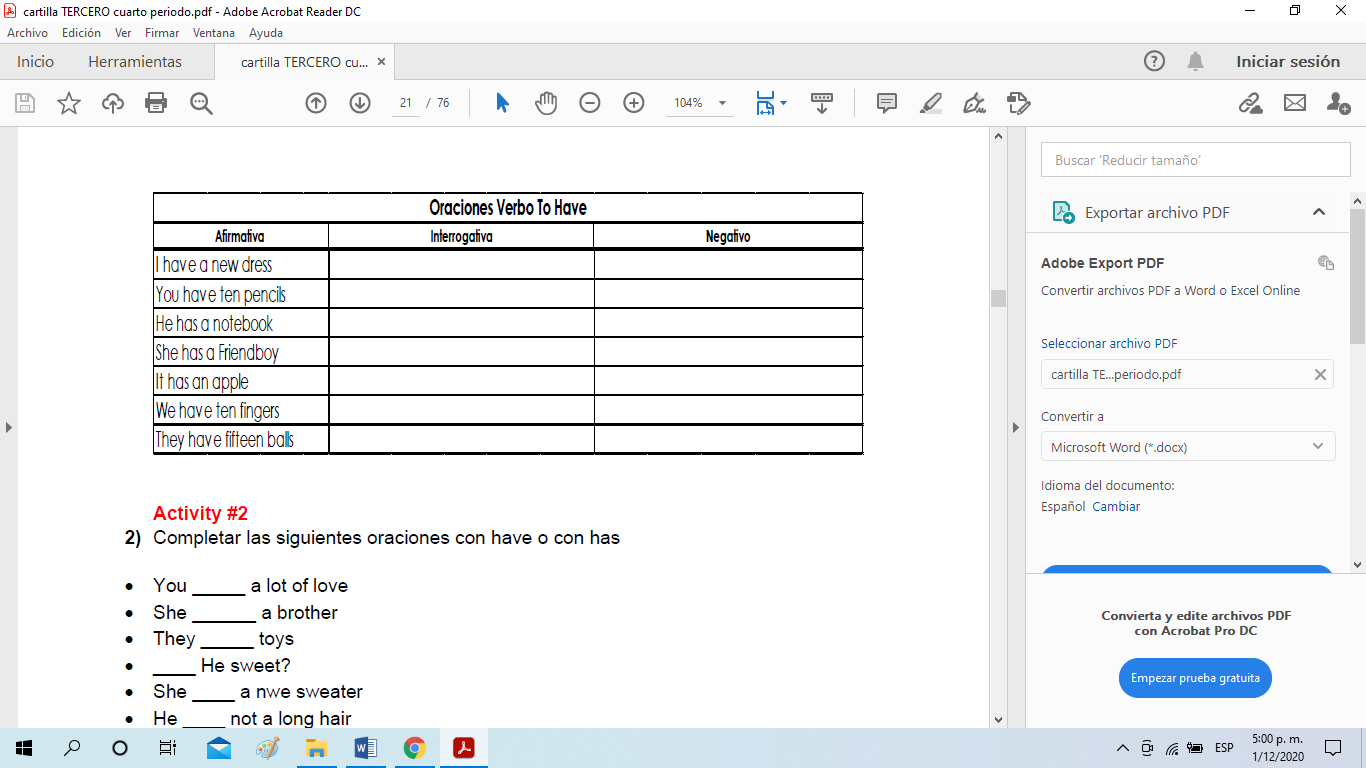 cartilla TERCERO cuarto periodo.pdf - Adobe Acrobat Reader DC
Archivo Edición Ver Firmar Ventana Ayuda
Inicio Herramientas cartilla TERCERO cu... ×
Iniciar sesión
21 / 76 104%
Oraciones Verbo To Have
Afirmativa Interrogativa Negativo
I have a new dress
You have ten pencils
He has a notebook
She has a Friendboy
It has an apple
We have ten fingers
They have fifteen balls
Activity #2
2) Completar las siguientes oraciones con have o con has
• You _____ a lot of love
• She ______ a brother
• They _____ toys
• ____ He sweet?
• She ____ a nwe sweater
• He ____ not a long hair
Buscar 'Reducir tamaño'
Exportar archivo PDF
Adobe Export PDF
Convertir archivos PDF a Word o Excel Online
Seleccionar archivo PDF
cartilla TE...periodo.pdf
Convertir a
Microsoft Word (*.docx)
Idioma del documento:
Español Cambiar
Convierta y edite archivos PDF
con Acrobat Pro DC
Empezar prueba gratuita
ESP
5:00 p. m.
1/12/2020